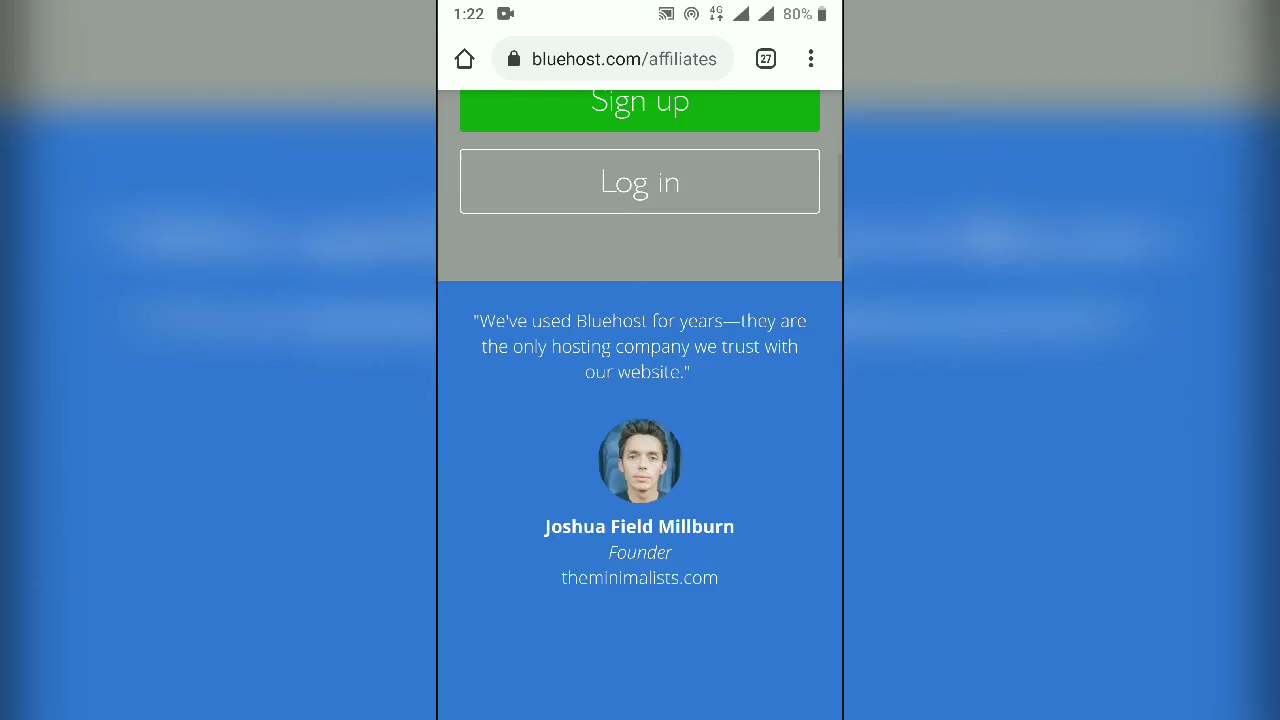 1:22
4G
80%
bluehost.com/affiliates
27
Sign up
Log in
"We've used Bluehost for years—they are
the only hosting company we trust with
our website."
Joshua Field Millburn
Founder
theminimalists.com